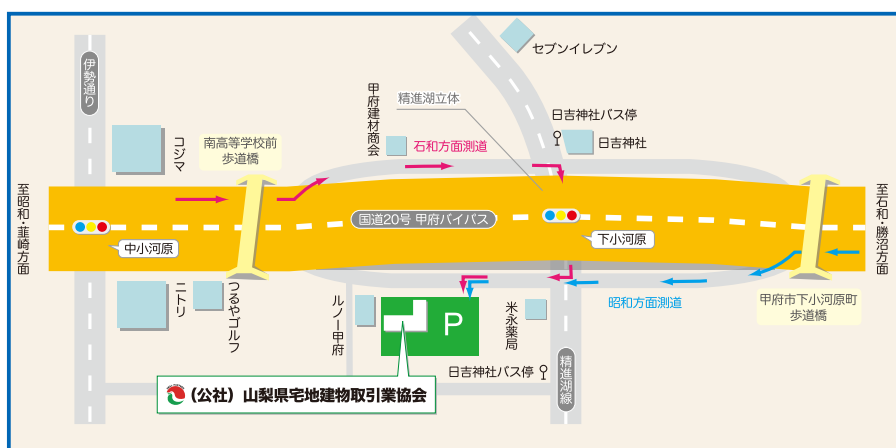 セブンイレブン
伊勢通り
甲府建材商会
精進湖立体
日吉神社バス停
日吉神社
コジマ
南高等学校前
歩道橋
石和方面測道
至昭和・韮崎方面
国道20号 甲府バイパス
至石和・勝沼方面
中小河原
下小河原
ニトリ
つるやゴルフ
ルノー甲府
P
米永薬局
昭和方面測道
甲府市下小河原町
歩道橋
日吉神社バス停
精進湖線
(公社)山梨県宅地建物取引業協会